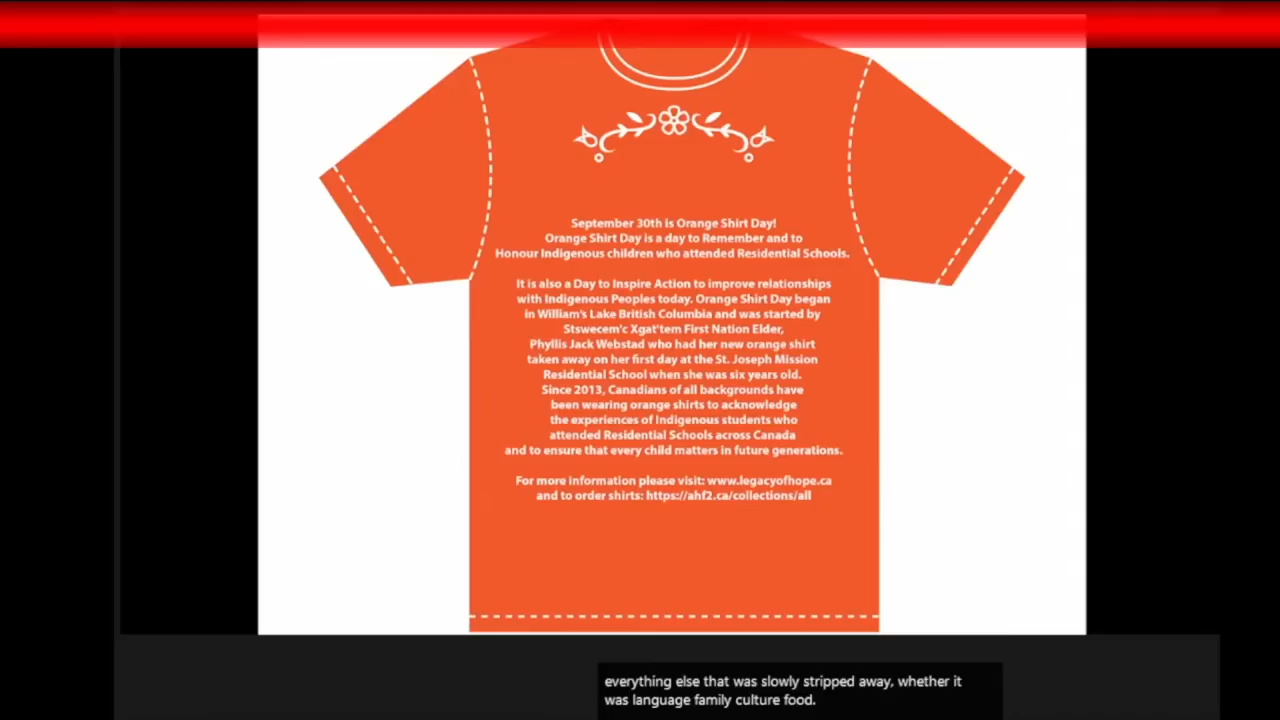 September 30th is Orange Shirt Day!
Orange Shirt Day is a day to Remember and to
Honour Indigenous children who attended Residential Schools.
It is also a Day to Inspire Action to improve relationships
with Indigenous Peoples today. Orange Shirt Day began
in William's Lake British Columbia and was started by
Stswecem'c Xgat'tem First Nation Elder,
Phyllis Jack Webstad who had her new orange shirt
taken away on her first day at the St. Joseph Mission
Residential School when she was six years old.
Since 2013, Canadians of all backgrounds have
been wearing orange shirts to acknowledge
the experiences of Indigenous students who
attended Residential Schools across Canada
and to ensure that every child matters in future generations.
For more information please visit: www.legacyofhope.ca
and to order shirts: https://ahf2.ca/collections/all
everything else that was slowly stripped away, whether it
was language family culture food.